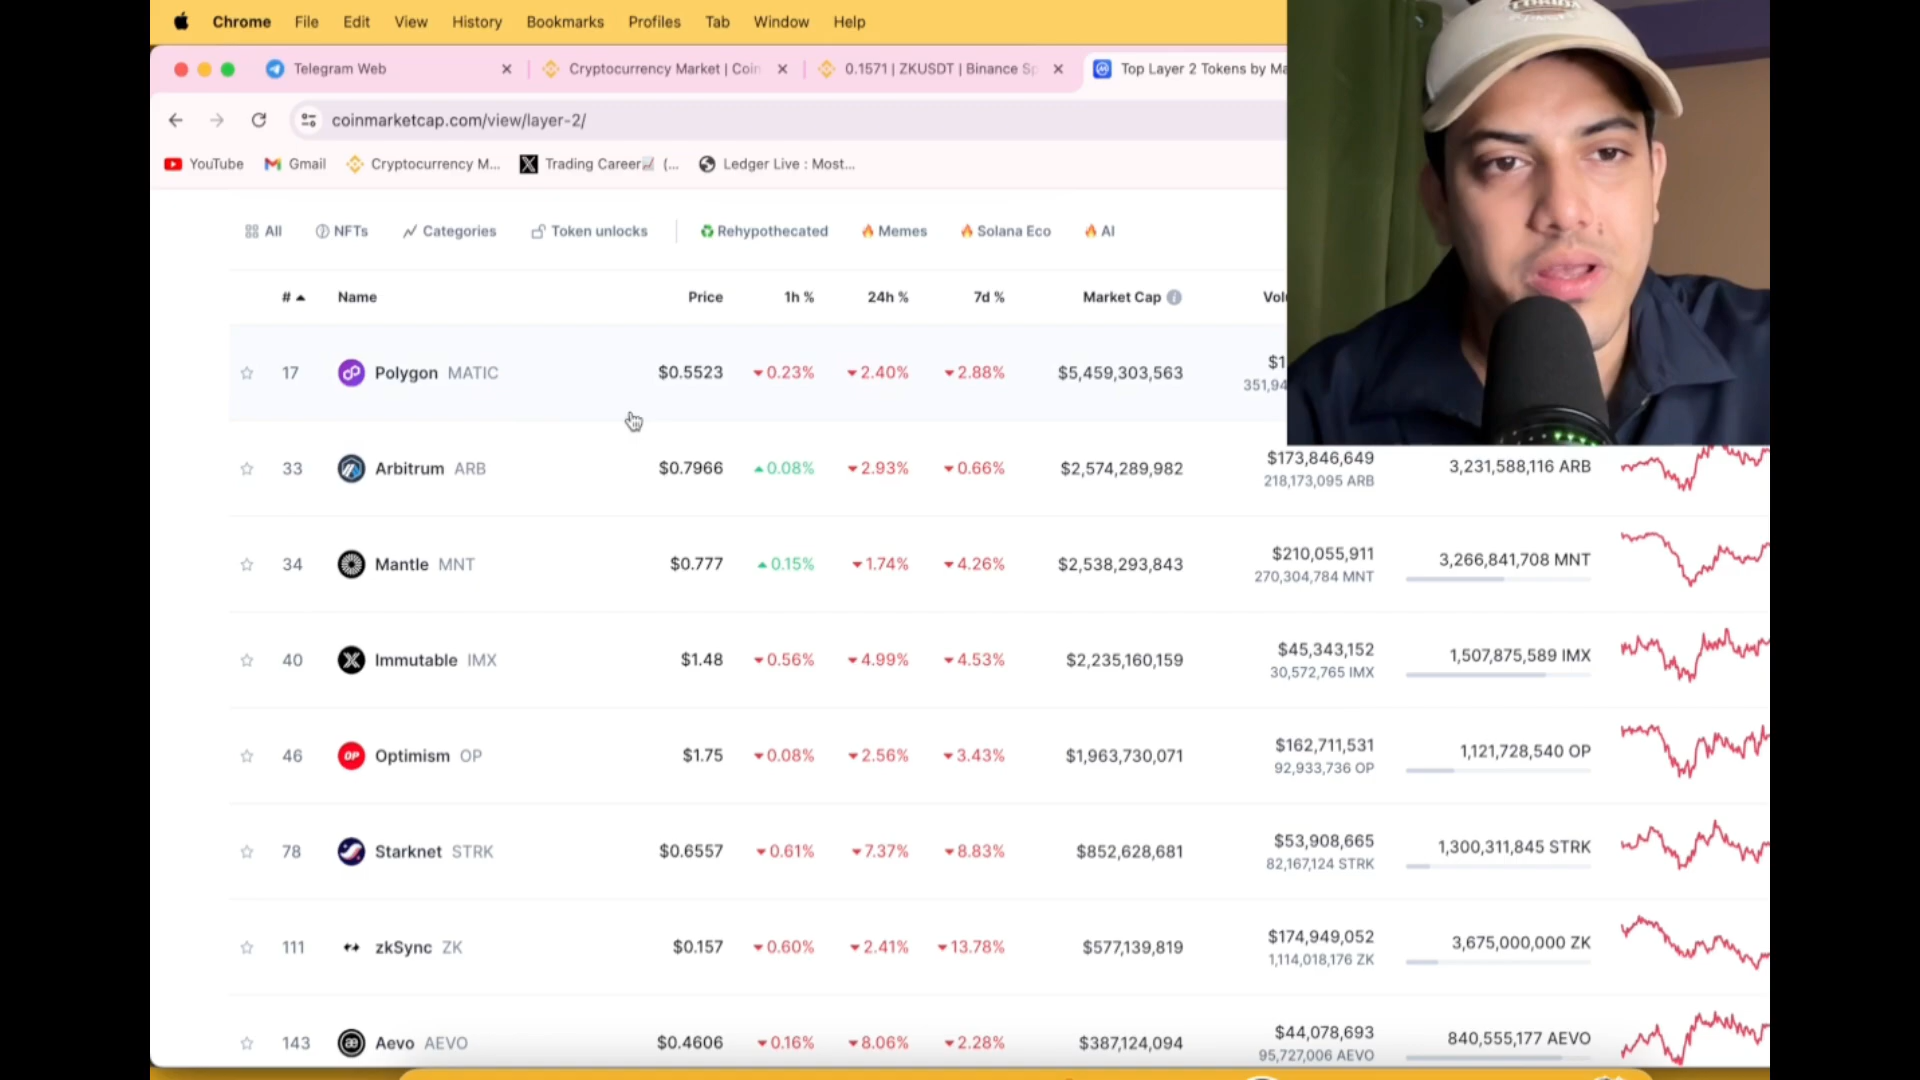 Chrome File Edit View History Bookmarks Profiles Tab Window Help
Telegram Web
Cryptocurrency Market | Coin
0.1571 | ZKUSDT | Binance Sp
Top Layer 2 Tokens by Ma
coinmarketcap.com/view/layer-2/
YouTube Gmail Cryptocurrency M... Trading Career (... Ledger Live : Most...
All NFTs Categories Token unlocks Rehypothecated Memes Solana Eco AI
# Name Price 1h % 24h % 7d % Market Cap Vol
17 Polygon MATIC $0.5523 0.23% 2.40% 2.88% $5,459,303,563 $1
351,94
33 Arbitrum ARB $0.7966 0.08% 2.93% 0.66% $2,574,289,982 $173,846,649 3,231,588,116 ARB
218,173,095 ARB
34 Mantle MNT $0.777 0.15% 1.74% 4.26% $2,538,293,843 $210,055,911 3,266,841,708 MNT
270,304,784 MNT
40 Immutable IMX $1.48 0.56% 4.99% 4.53% $2,235,160,159 $45,343,152 1,507,875,589 IMX
30,572,765 IMX
46 Optimism OP $1.75 0.08% 2.56% 3.43% $1,963,730,071 $162,711,531 1,121,728,540 OP
92,933,736 OP
78 Starknet STRK $0.6557 0.61% 7.37% 8.83% $852,628,681 $53,908,665 1,300,311,845 STRK
82,167,124 STRK
111 zkSync ZK $0.157 0.60% 2.41% 13.78% $577,139,819 $174,949,052 3,675,000,000 ZK
1,114,018,176 ZK
143 Aevo AEVO $0.4606 0.16% 8.06% 2.28% $387,124,094 $44,078,693 840,555,177 AEVO
95,727,006 AEVO